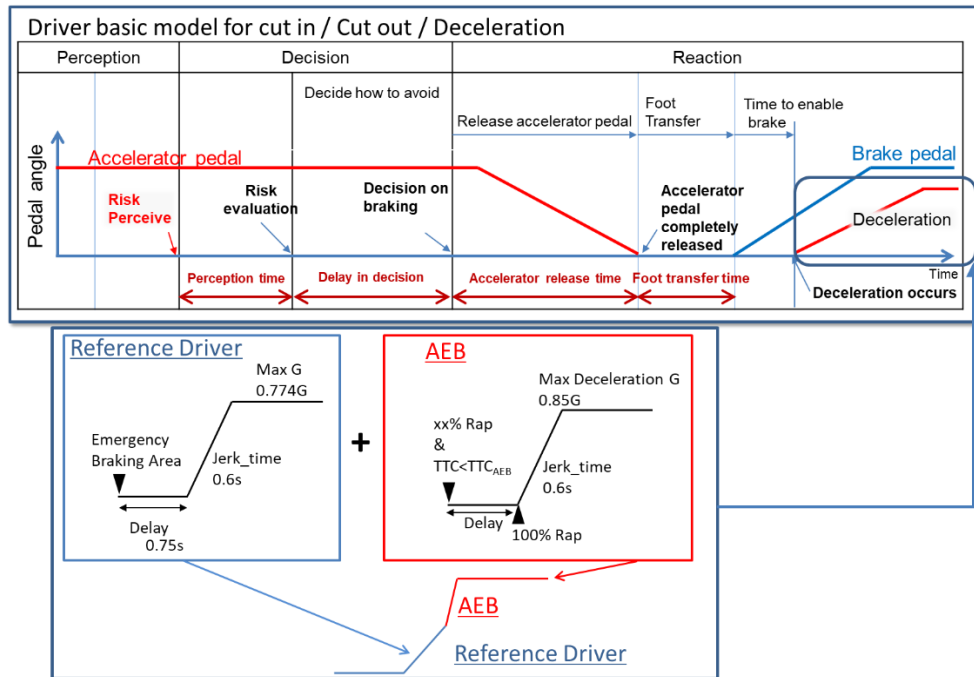 Driver basic model for cut in / Cut out / Deceleration
Perception
Decision
Reaction
Decide how to avoid
Release accelerator pedal
Foot
Transfer
Time to enable
brake
Pedal angle
Accelerator pedal
Brake pedal
Risk
Perceive
Risk
evaluation
Decision on
braking
Accelerator
pedal
completely
released
Deceleration
Time
Perception time
Delay in decision
Accelerator release time
Foot transfer time
Deceleration occurs
Reference Driver
Max G
0.774G
Emergency
Braking Area
Jerk_time
0.6s
Delay
0.75s
+
AEB
Max Deceleration G
0.85G
xx% Rap
&
TTC<TTCAEB
Jerk_time
0.6s
Delay
100% Rap
AEB
Reference Driver